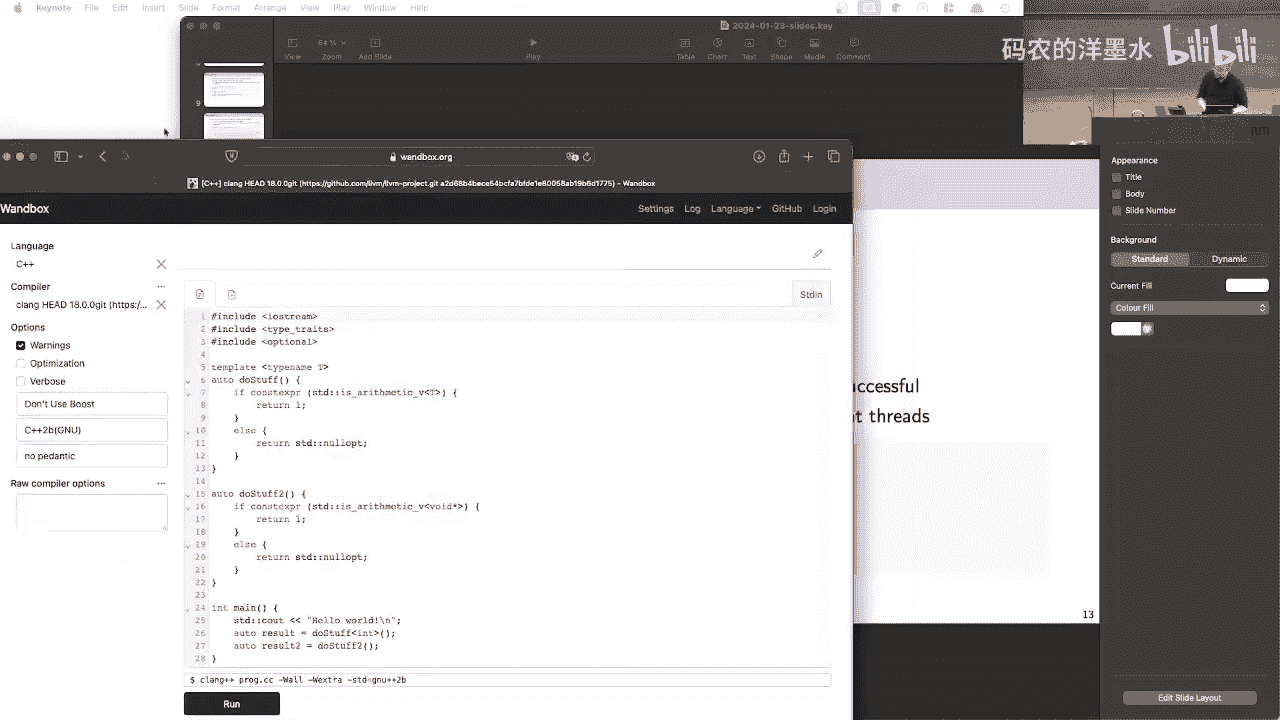 Keynote File Edit Insert Slide Format Arrange View Play Window Help
2024-01-23-slides.key
64 %
View Zoom Add Slide Play Table Chart Text Shape Media Comment
码农的洋墨水 bilibili
9
wandbox.org
[C++] clang HEAD 18.0.0git (https://github.com/llvm/llvm-project.git a2d68b4bece54bcfa7bfde1e80058ab19b6d1775) - Wandbox
Wandbox
Settings Log Language GitHub Login
Language
C++
Compiler
clang HEAD 18.0.0git (https:/...
Options
Warnings
Optimization
Verbose
Don't Use Boost
C++2b(GNU)
no pedantic
Raw compiler options
Stdin
1 #include <iostream>
2 #include <type_traits>
3 #include <optional>
4
5 template <typename T>
6 auto doStuff() {
7 if constexpr (std::is_arithmetic_v<T>) {
8 return 1;
9 }
10 else {
11 return std::nullopt;
12 }
13 }
14
15 auto doStuff2() {
16 if constexpr (std::is_arithmetic_v<void*>) {
17 return 1;
18 }
19 else {
20 return std::nullopt;
21 }
22 }
23
24 int main() {
25 std::cout << "Hello world!\n";
26 auto result = doStuff<int>();
27 auto result2 = doStuff2();
28 }
$ clang++ prog.cc -Wall -Wextra -std=gnu++2b
Run
ccessful
t threads
13
Appearance
Title
Body
Slide Number
Background
Standard Dynamic
Current Fill
Colour Fill
Edit Slide Layout